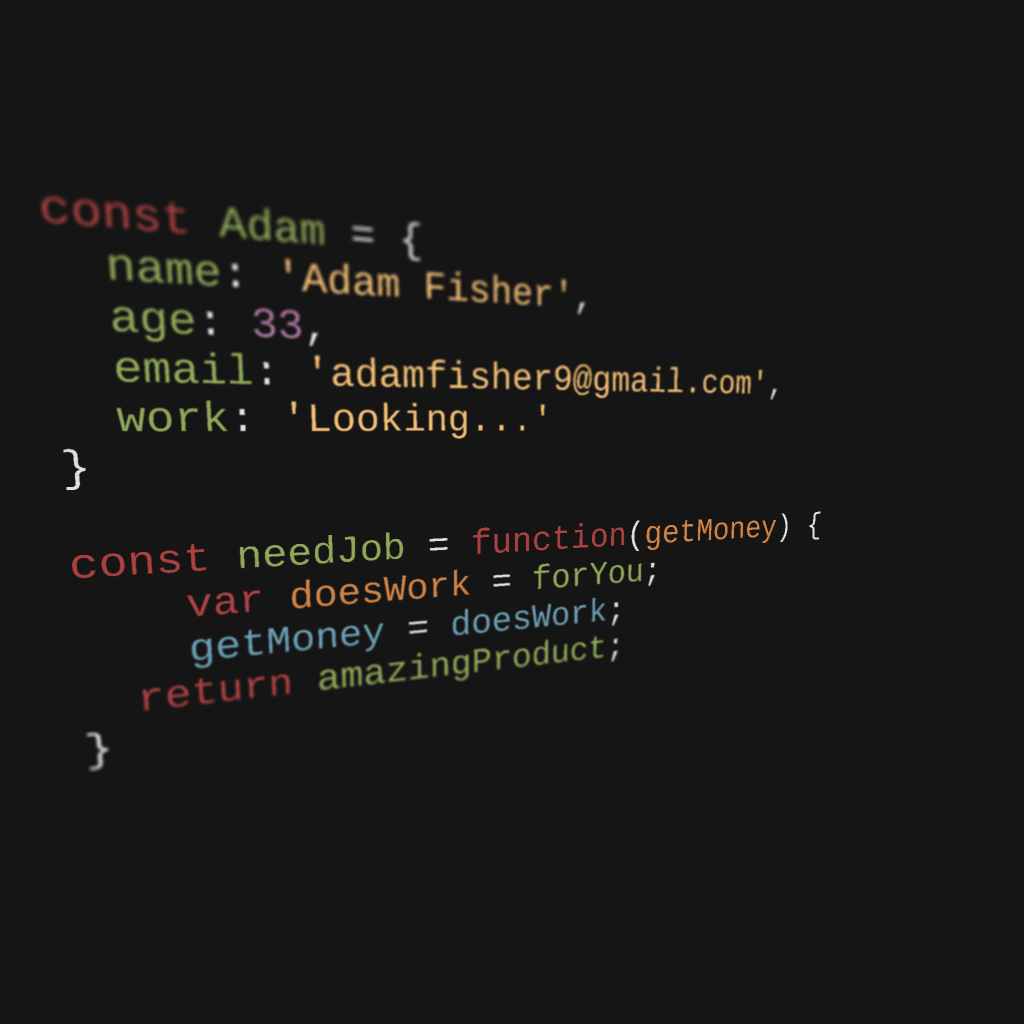 const Adam = {
name: 'Adam Fisher',
age: 33,
email: 'adamfisher9@gmail.com',
work: 'Looking...'
}
const needJob = function(getMoney) {
var doesWork = forYou;
getMoney = doesWork;
return amazingProduct;
}